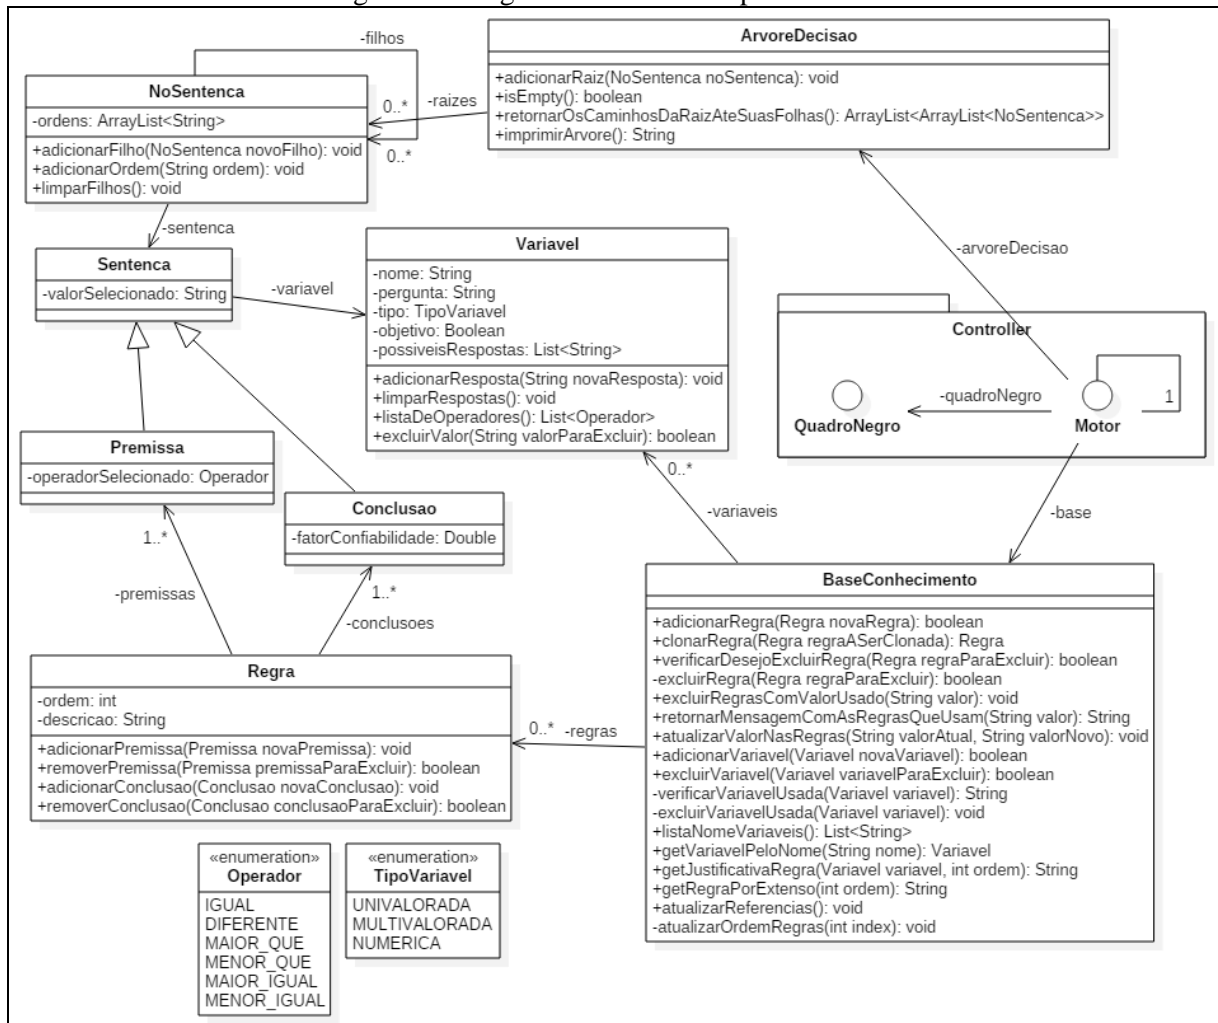 -filhos
ArvoreDecisao
+adicionarRaiz(NoSentenca noSentenca): void
+isEmpty(): boolean
+retornarOsCaminhosDaRaizAteSuasFolhas(): ArrayList<ArrayList<NoSentenca>>
+imprimirArvore(): String
NoSentenca
-ordens: ArrayList<String>
+adicionarFilho(NoSentenca novoFilho): void
+adicionarOrdem(String ordem): void
+limparFilhos(): void
0..*
-raizes
0..*
-sentenca
Sentenca
-valorSelecionado: String
-variavel
Variavel
-nome: String
-pergunta: String
-tipo: TipoVariavel
-objetivo: Boolean
-possiveisRespostas: List<String>
+adicionarResposta(String novaResposta): void
+limparRespostas(): void
+listaDeOperadores(): List<Operador>
+excluirValor(String valorParaExcluir): boolean
-arvoreDecisao
Controller
-quadroNegro
1
QuadroNegro
Motor
Premissa
-operadorSelecionado: Operador
0..*
Conclusao
-fatorConfiabilidade: Double
-variaveis
-base
1..*
-premissas
1..*
-conclusoes
BaseConhecimento
+adicionarRegra(Regra novaRegra): boolean
+clonarRegra(Regra regraASerClonada): Regra
+verificarDesejoExcluirRegra(Regra regraParaExcluir): boolean
-excluirRegra(Regra regraParaExcluir): boolean
+excluirRegrasComValorUsado(String valor): void
+retornarMensagemComAsRegrasQueUsam(String valor): String
+atualizarValorNasRegras(String valorAtual, String valorNovo): void
+adicionarVariavel(Variavel novaVariavel): boolean
+excluirVariavel(Variavel variavelParaExcluir): boolean
-verificarVariavelUsada(Variavel variavel): String
-excluirVariavelUsada(Variavel variavel): void
+listaNomeVariaveis(): List<String>
+getVariavelPeloNome(String nome): Variavel
+getJustificativaRegra(Variavel variavel, int ordem): String
+getRegraPorExtenso(int ordem): String
+atualizarReferencias(): void
-atualizarOrdemRegras(int index): void
Regra
-ordem: int
-descricao: String
+adicionarPremissa(Premissa novaPremissa): void
+removerPremissa(Premissa premissaParaExcluir): boolean
+adicionarConclusao(Conclusao novaConclusao): void
+removerConclusao(Conclusao conclusaoParaExcluir): boolean
0..*
-regras
«enumeration»
Operador
IGUAL
DIFERENTE
MAIOR_QUE
MENOR_QUE
MAIOR_IGUAL
MENOR_IGUAL
«enumeration»
TipoVariavel
UNIVALORADA
MULTIVALORADA
NUMERICA